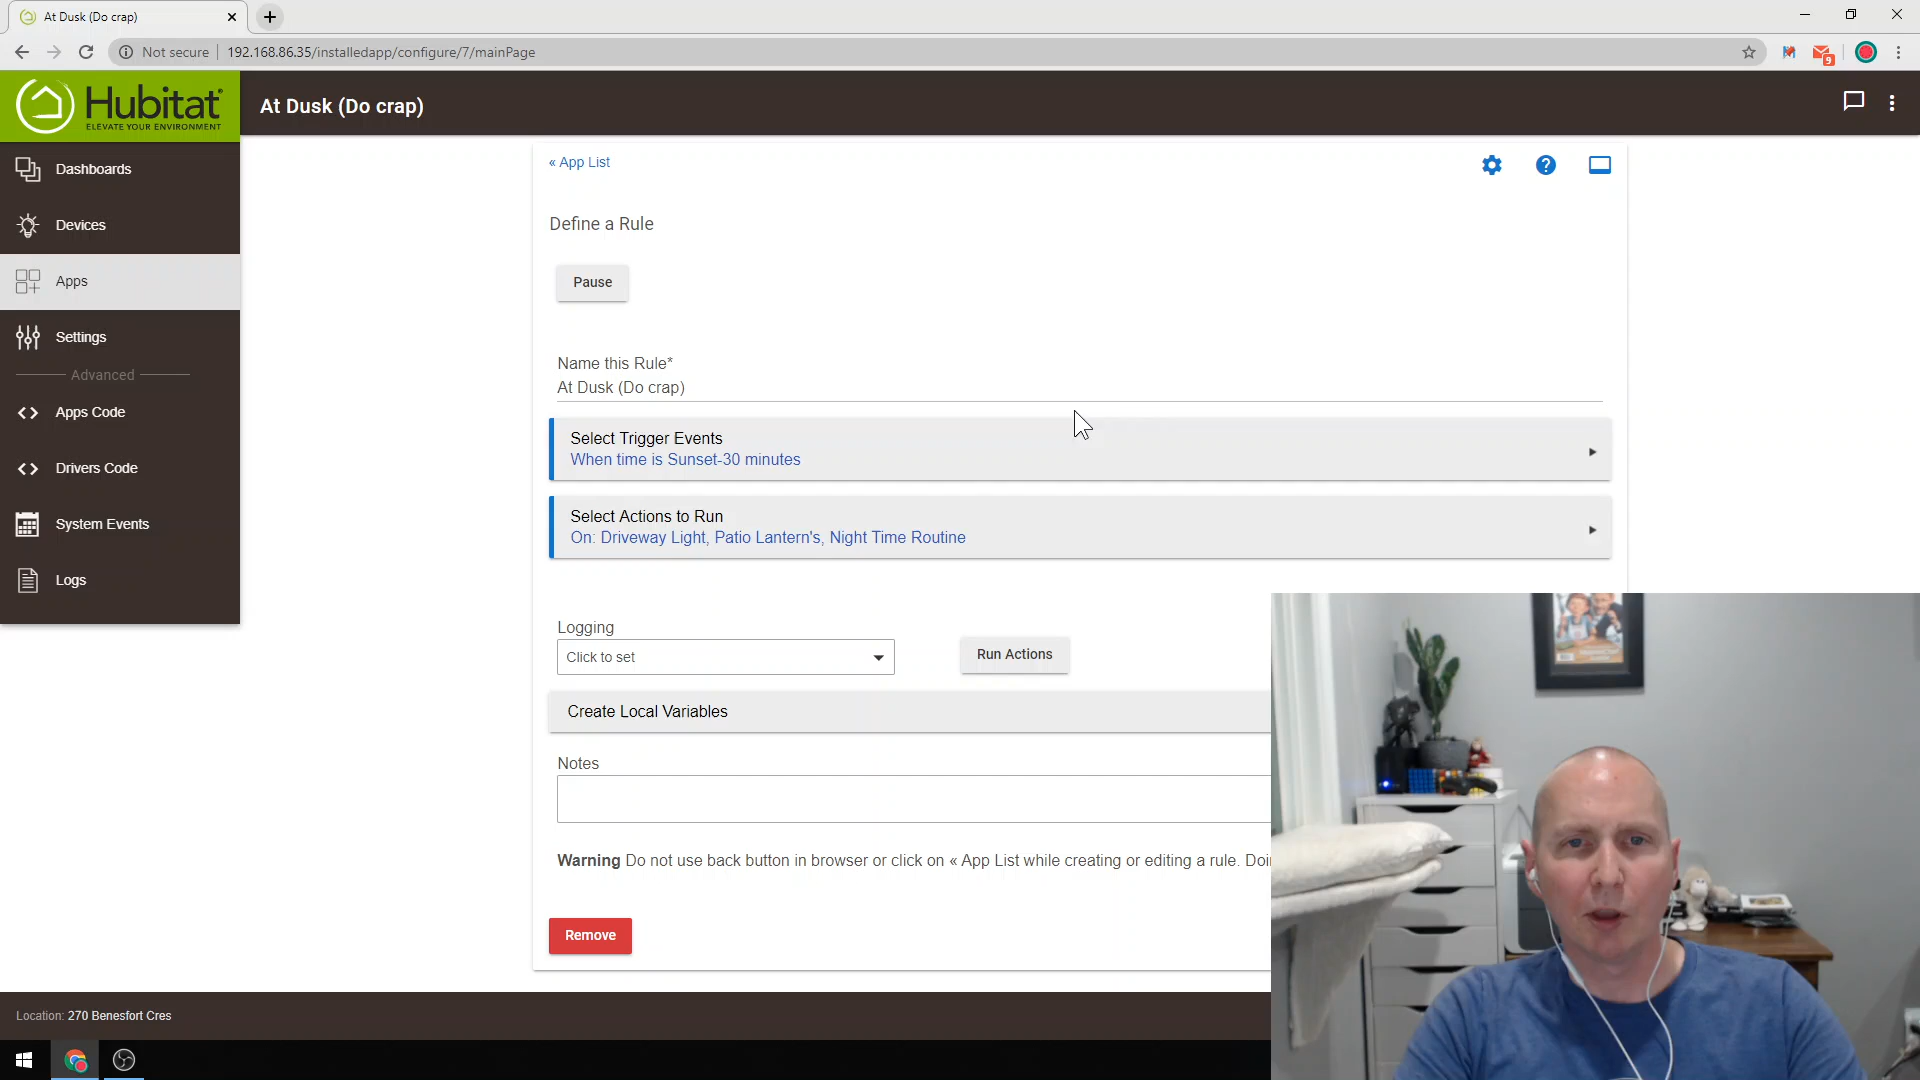 At Dusk (Do crap)
Not secure
192.168.86.35/installedapp/configure/7/mainPage
9
Hubitat
ELEVATE YOUR ENVIRONMENT
At Dusk (Do crap)
Dashboards
Devices
Apps
Settings
Advanced
Apps Code
Drivers Code
System Events
Logs
« App List
Define a Rule
Pause
Name this Rule*
At Dusk (Do crap)
Select Trigger Events
When time is Sunset-30 minutes
Select Actions to Run
On: Driveway Light, Patio Lantern's, Night Time Routine
Logging
Click to set
Run Actions
Create Local Variables
Notes
Warning Do not use back button in browser or click on « App List while creating or editing a rule. Doi
Remove
Location: 270 Benesfort Cres